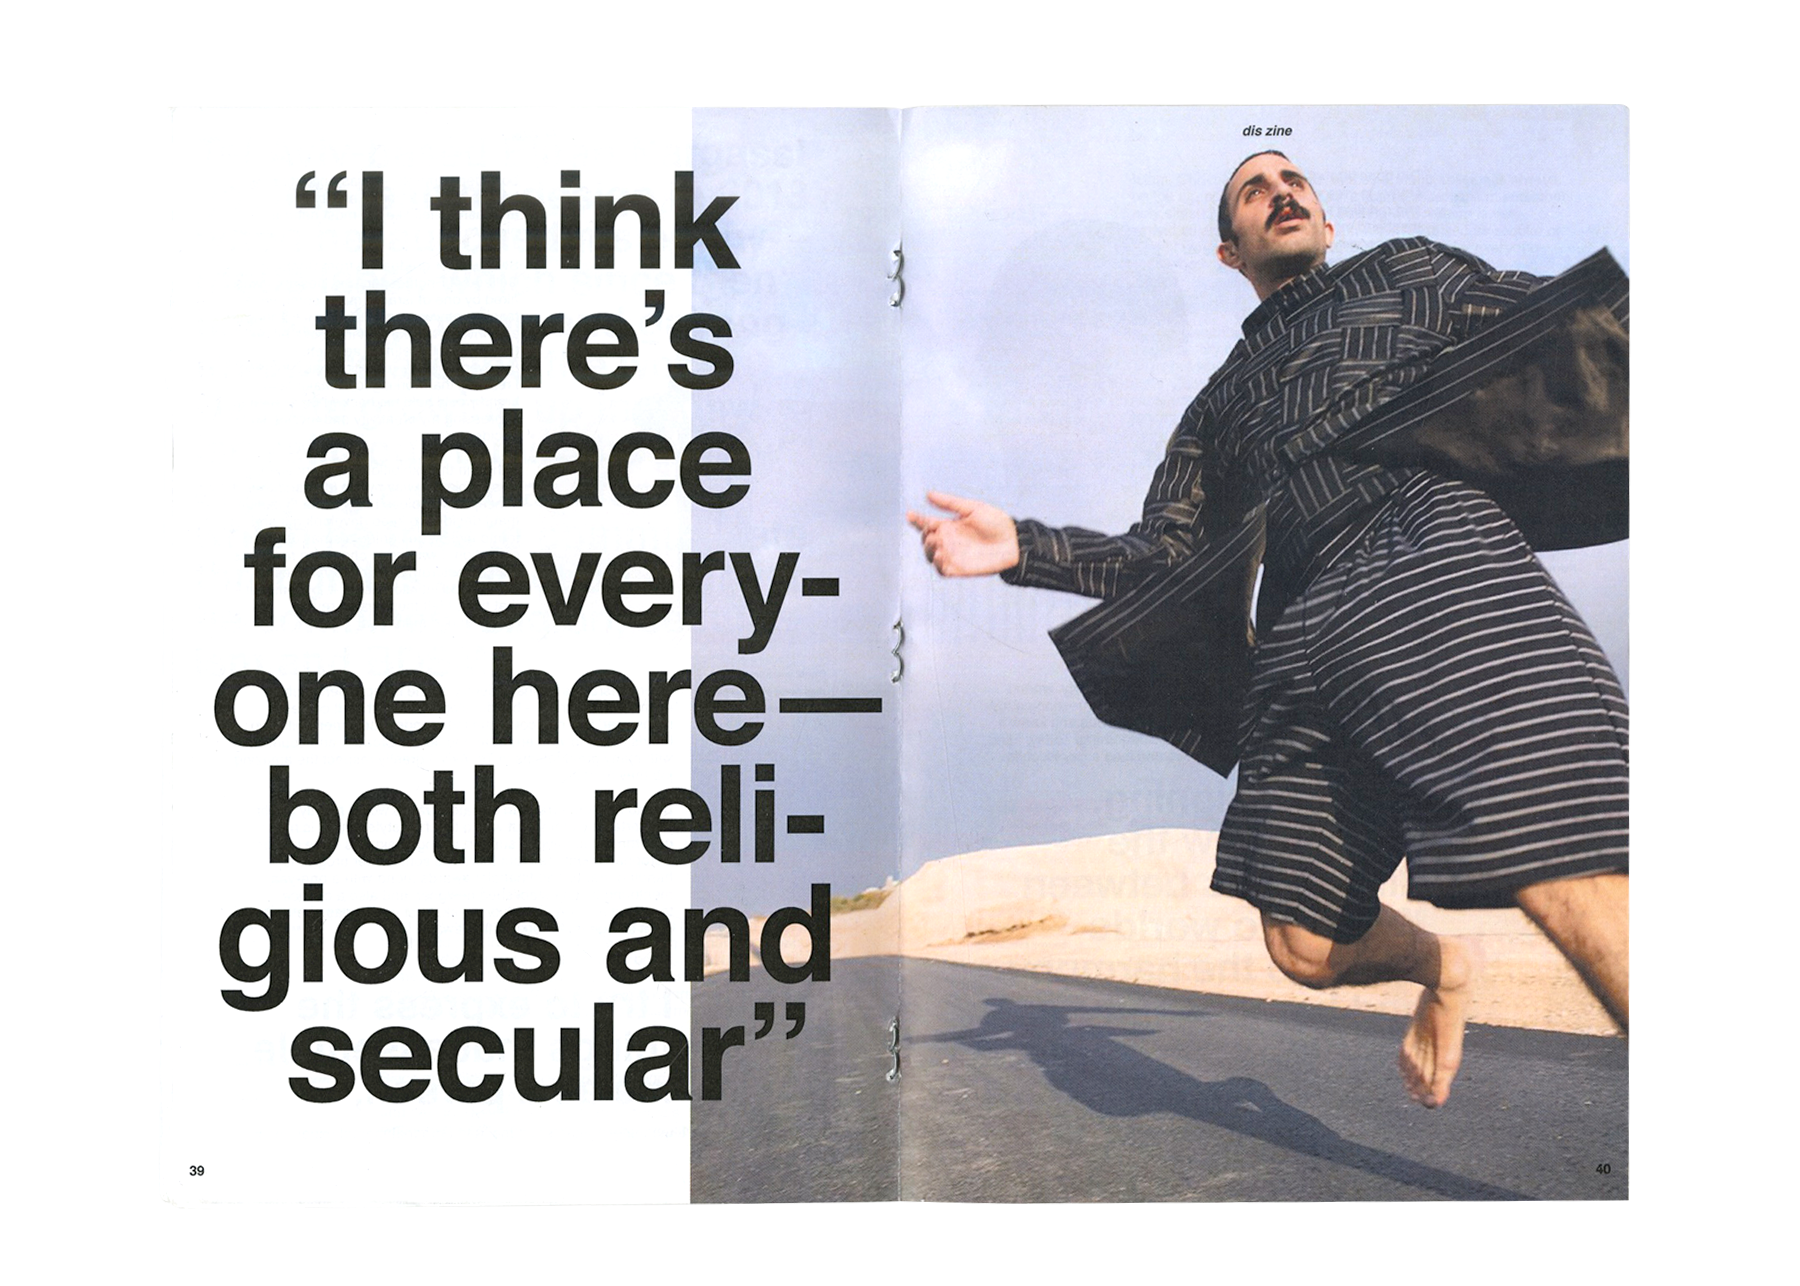 “I think
there’s
a place
for every-
one here—
both reli-
gious and
secular”
39
dis zine
40